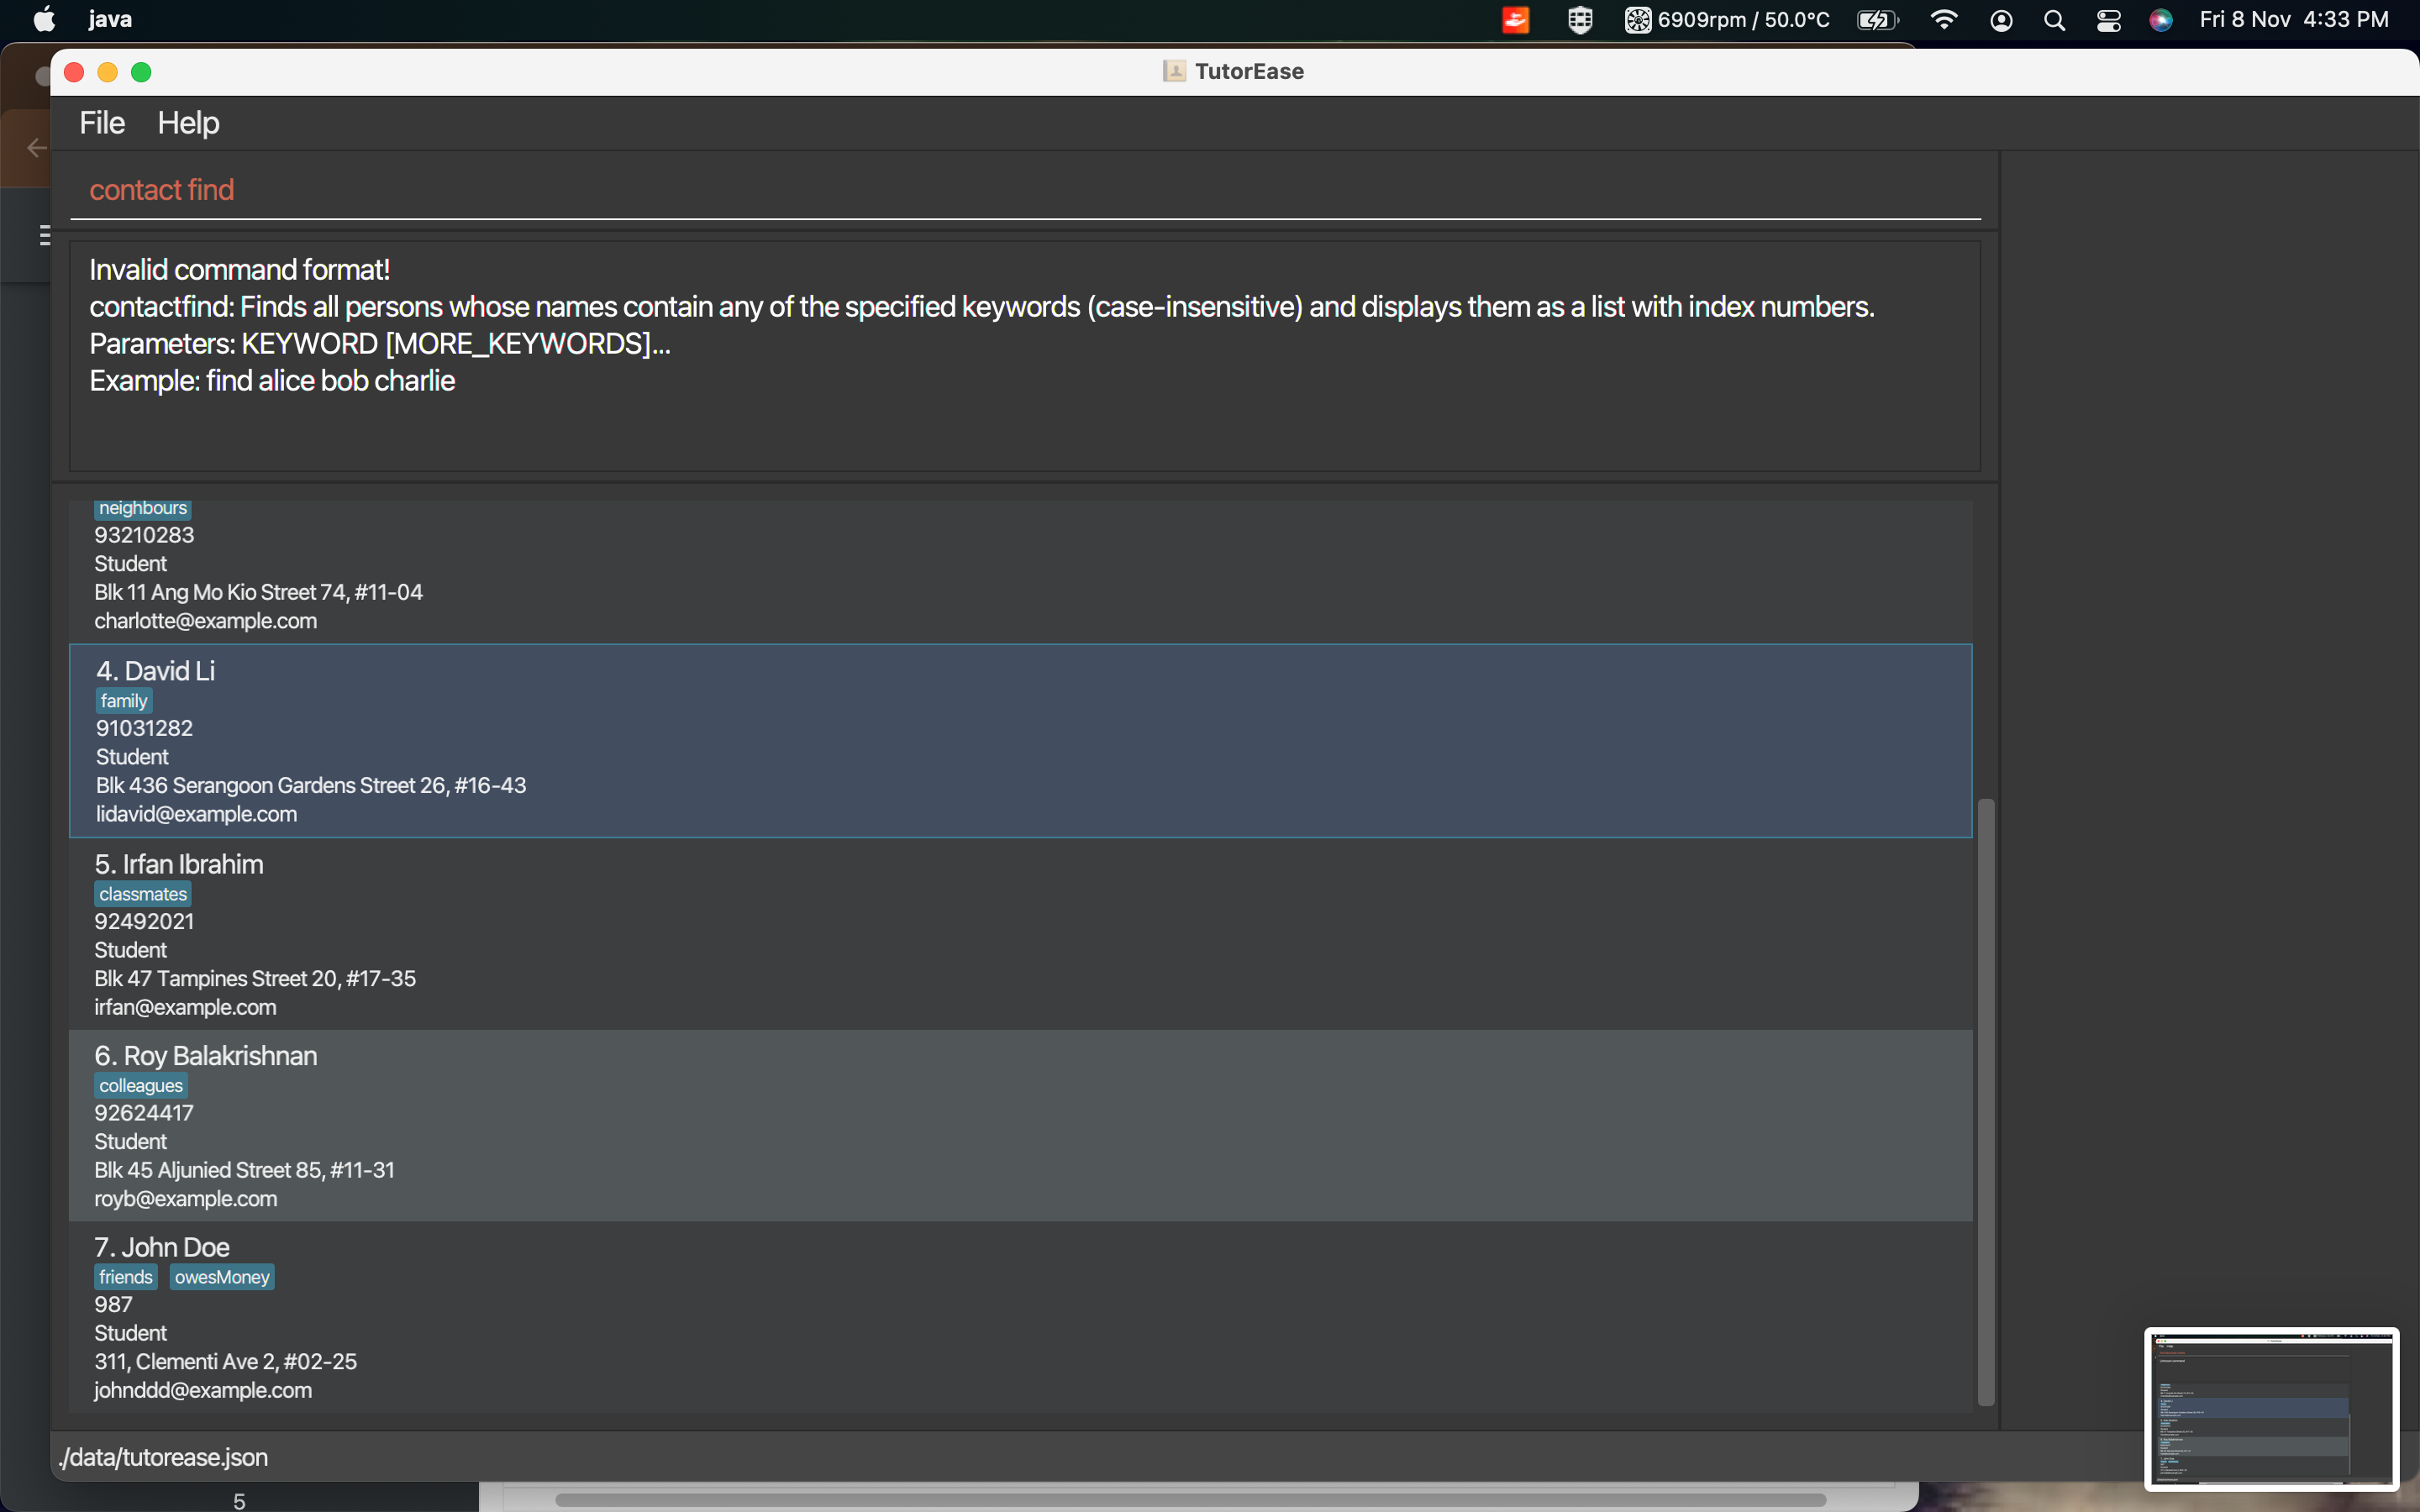 java
6909rpm / 50.0°C
Fri 8 Nov 4:33 PM
TutorEase
File Help
contact find
Invalid command format!
contactfind: Finds all persons whose names contain any of the specified keywords (case-insensitive) and displays them as a list with index numbers.
Parameters: KEYWORD [MORE_KEYWORDS]...
Example: find alice bob charlie
neighbours
93210283
Student
Blk 11 Ang Mo Kio Street 74, #11-04
charlotte@example.com
4. David Li
family
91031282
Student
Blk 436 Serangoon Gardens Street 26, #16-43
lidavid@example.com
5. Irfan Ibrahim
classmates
92492021
Student
Blk 47 Tampines Street 20, #17-35
irfan@example.com
6. Roy Balakrishnan
colleagues
92624417
Student
Blk 45 Aljunied Street 85, #11-31
royb@example.com
7. John Doe
friends owesMoney
987
Student
311, Clementi Ave 2, #02-25
johnddd@example.com
./data/tutorease.json
5